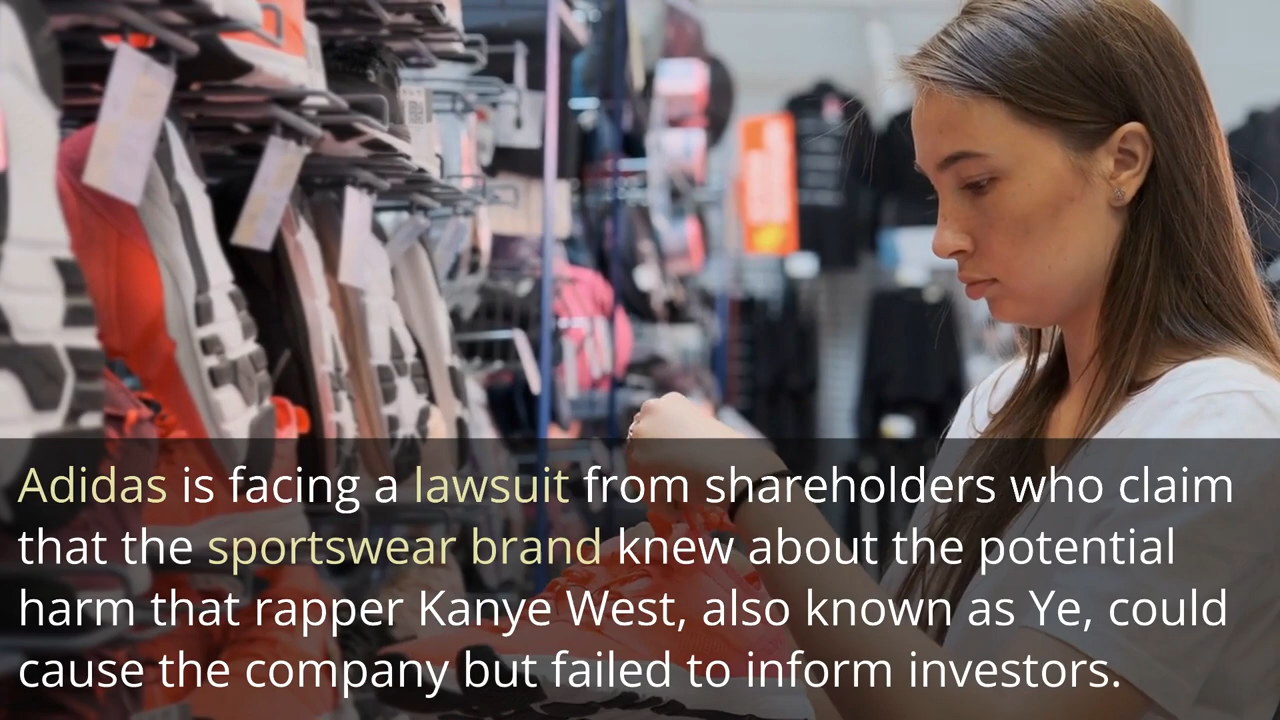 Adidas is facing a lawsuit from shareholders who claim
that the sportswear brand knew about the potential
harm that rapper Kanye West, also known as Ye, could
cause the company but failed to inform investors.